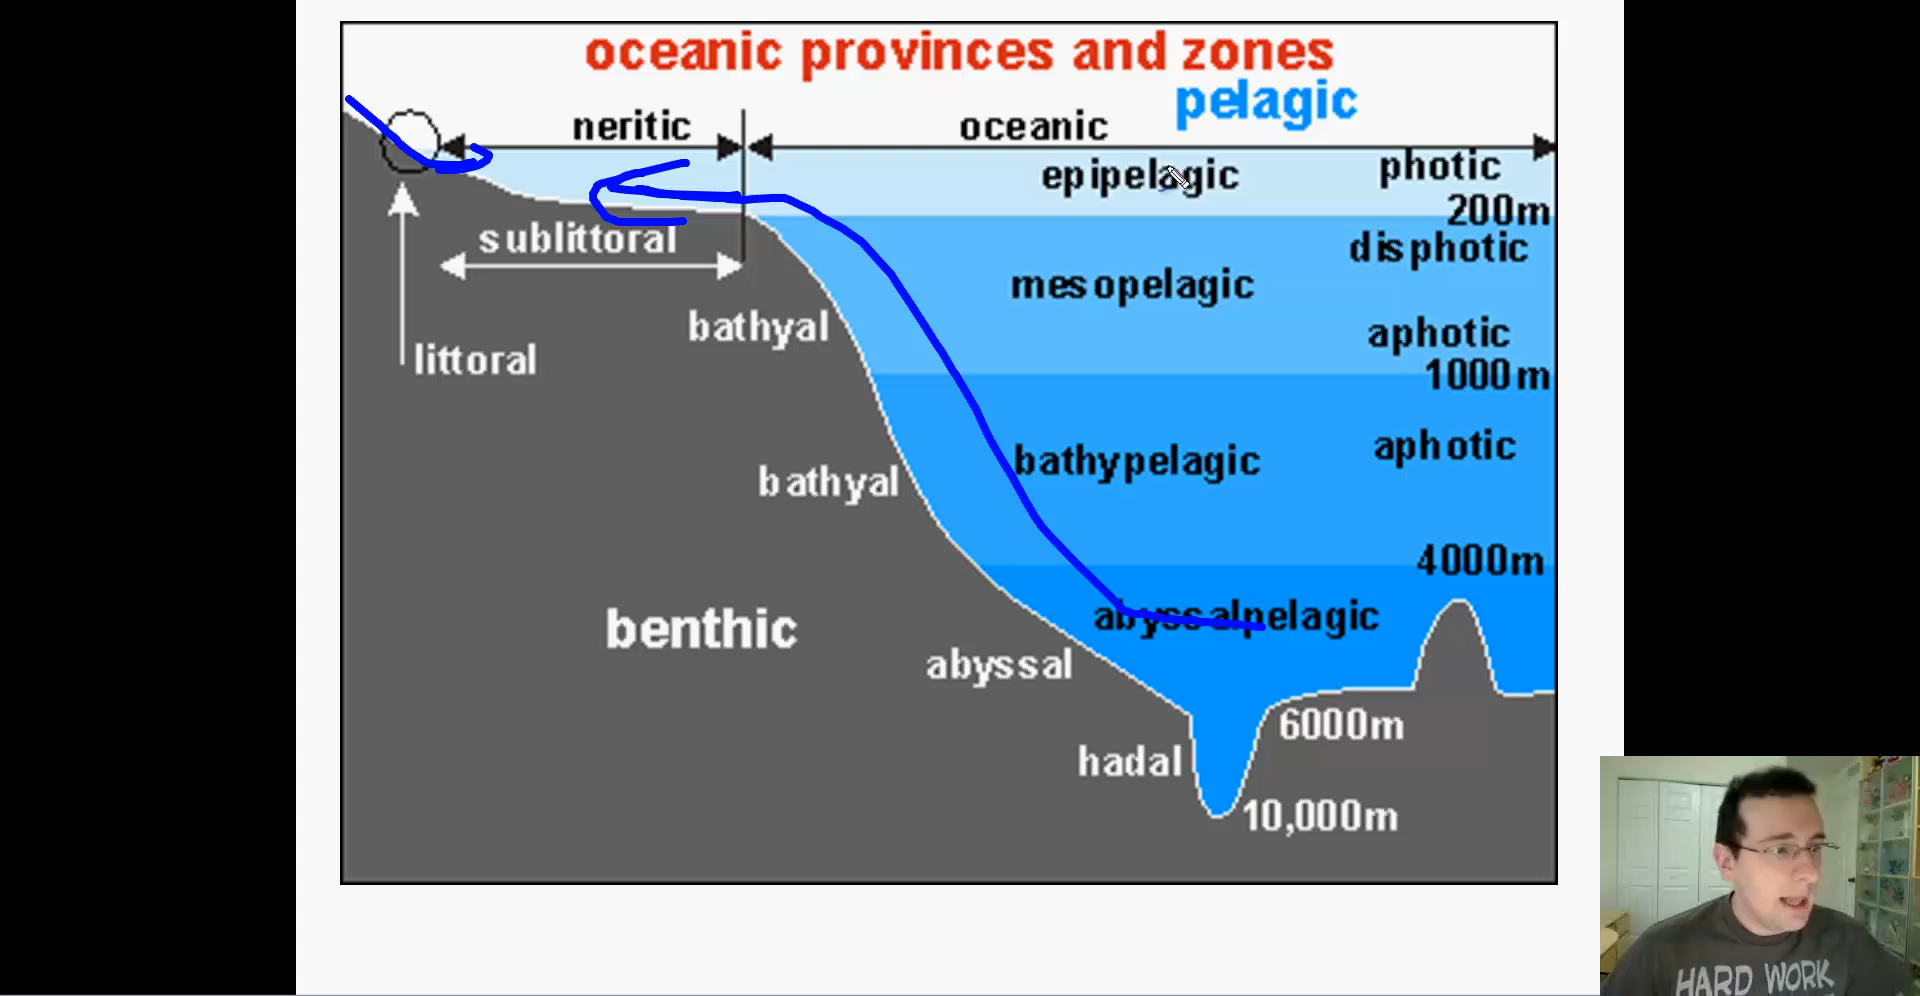 oceanic provinces and zones
pelagic
neritic
oceanic
epipelagic
photic
200m
sublittoral
disphotic
mesopelagic
bathyal
aphotic
littoral
1000m
bathypelagic
aphotic
bathyal
4000m
abyssalpelagic
benthic
abyssal
6000m
hadal
10,000m
HARD WORK